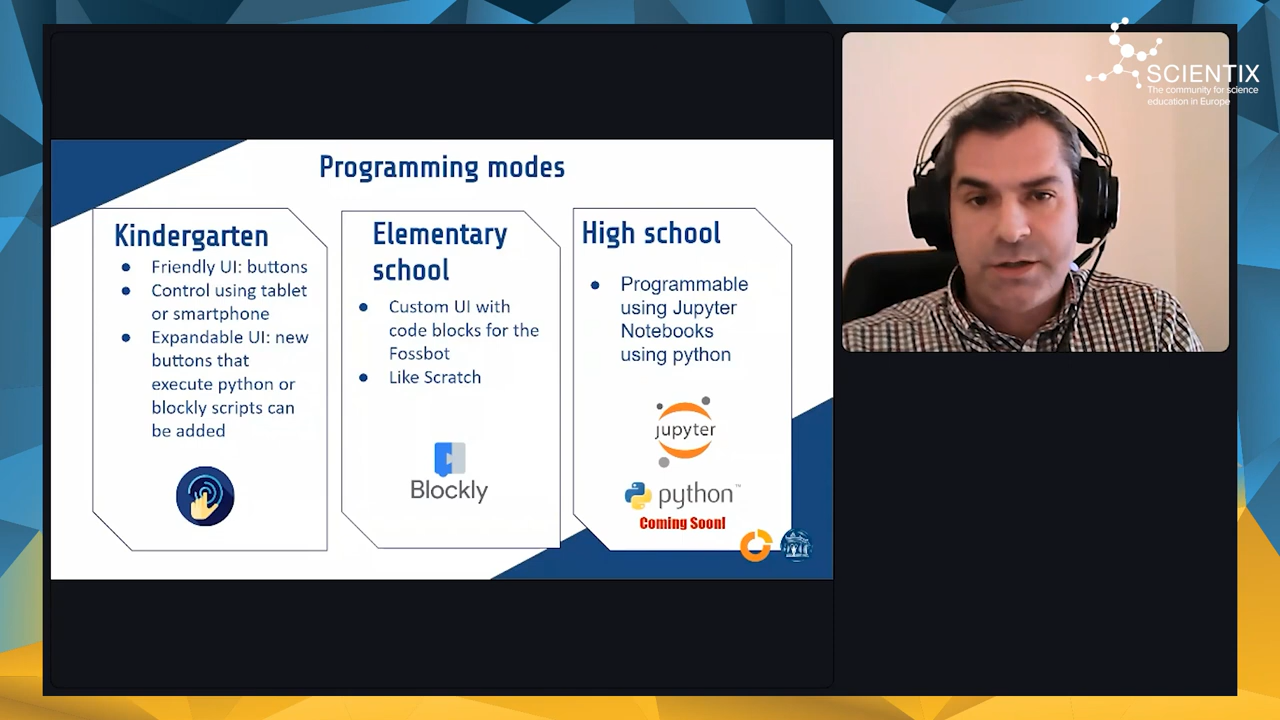 SCIENTIX
The community for science
education in Europe
Programming modes
Kindergarten
● Friendly UI: buttons
● Control using tablet
or smartphone
● Expandable UI: new
buttons that
execute python or
blockly scripts can
be added
Elementary
school
● Custom UI with
code blocks for the
Fossbot
● Like Scratch
Blockly
High school
● Programmable
using Jupyter
Notebooks
using python
jupyter
python™
Coming Soon!